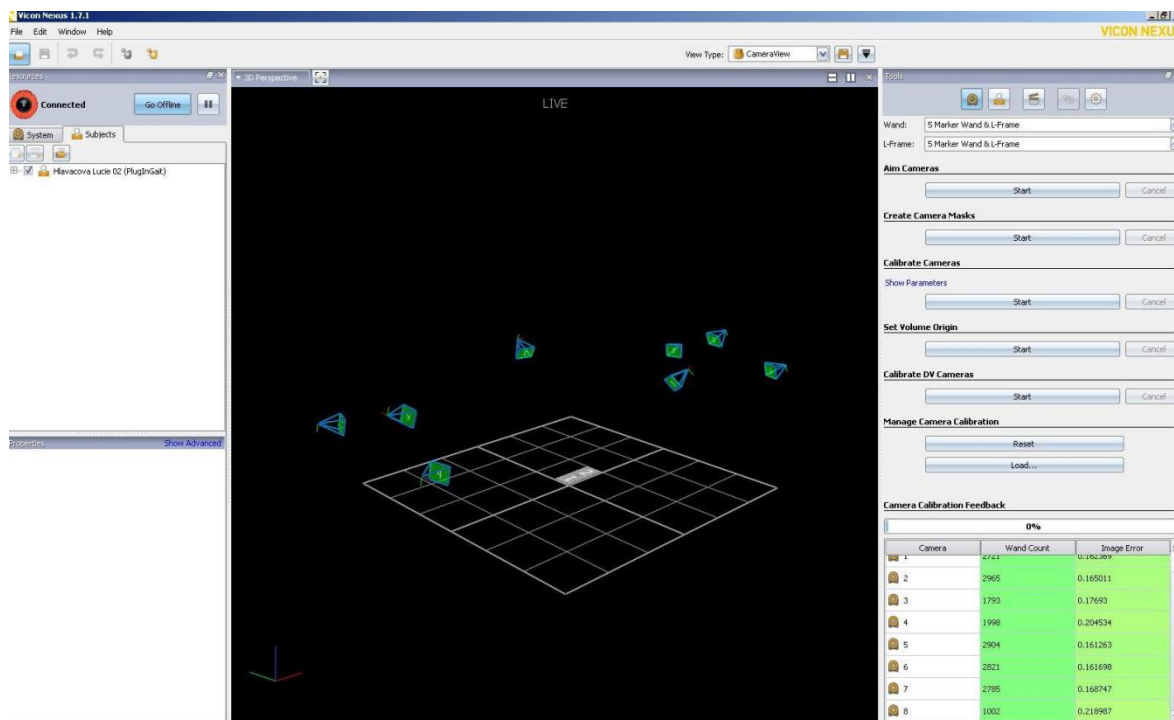 Vicon Nexus 1.7.1
File Edit Window Help
VICON NEXU
View Type: CameraView
Resources
3D Perspective
Tools
Connected
Go Offline
LIVE
System
Subjects
Hlavacova Lucie 02 (PlugInGait)
Wand: 5 Marker Wand & L-Frame
L-Frame: 5 Marker Wand & L-Frame
Aim Cameras
Start Cancel
Create Camera Masks
Start Cancel
Calibrate Cameras
Show Parameters
Start Cancel
Set Volume Origin
Start Cancel
Calibrate DV Cameras
Start Cancel
Manage Camera Calibration
Reset
Load...
Properties Show Advanced
Camera Calibration Feedback
0%
Camera Wand Count Image Error
1 2721 0.162369
2 2965 0.165011
3 1793 0.17693
4 1998 0.204534
5 2904 0.161263
6 2821 0.161698
7 2785 0.168747
8 1002 0.218987